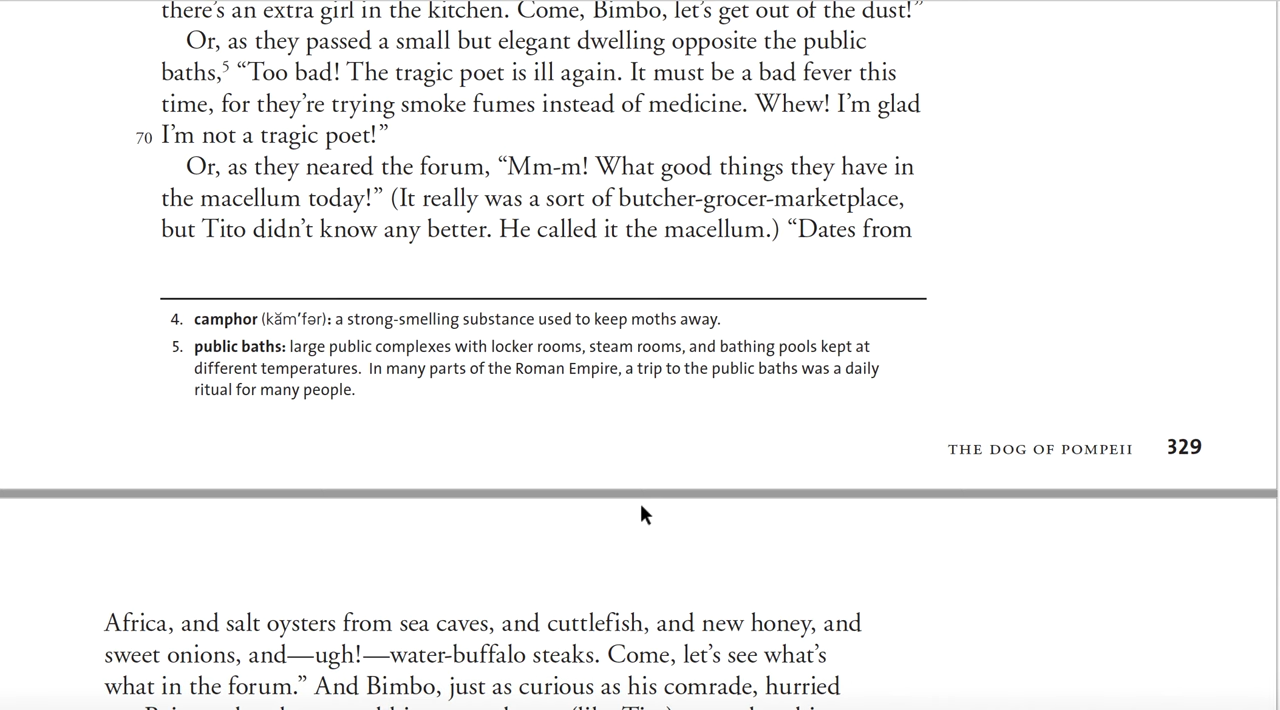 there's an extra girl in the kitchen. Come, Bimbo, let's get out of the dust!”
Or, as they passed a small but elegant dwelling opposite the public
baths,⁵ “Too bad! The tragic poet is ill again. It must be a bad fever this
time, for they're trying smoke fumes instead of medicine. Whew! I'm glad
70 I'm not a tragic poet!”
Or, as they neared the forum, “Mm-m! What good things they have in
the macellum today!” (It really was a sort of butcher-grocer-marketplace,
but Tito didn't know any better. He called it the macellum.) “Dates from
4. camphor (kăm′fər): a strong-smelling substance used to keep moths away.
5. public baths: large public complexes with locker rooms, steam rooms, and bathing pools kept at
different temperatures. In many parts of the Roman Empire, a trip to the public baths was a daily
ritual for many people.
THE DOG OF POMPEII 329
Africa, and salt oysters from sea caves, and cuttlefish, and new honey, and
sweet onions, and—ugh!—water-buffalo steaks. Come, let's see what's
what in the forum.” And Bimbo, just as curious as his comrade, hurried